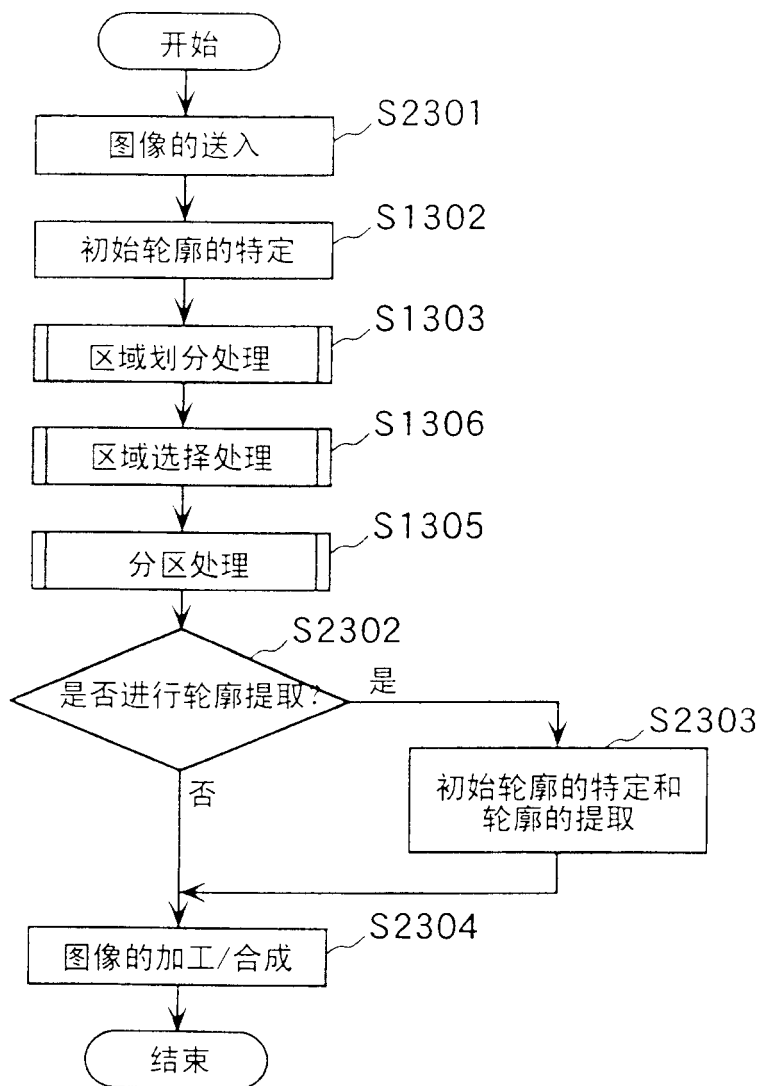 开始
S2301
图像的送入
S1302
初始轮廓的特定
S1303
区域划分处理
S1306
区域选择处理
S1305
分区处理
S2302
是否进行轮廓提取?
是
否
S2303
初始轮廓的特定和
轮廓的提取
S2304
图像的加工/合成
结束